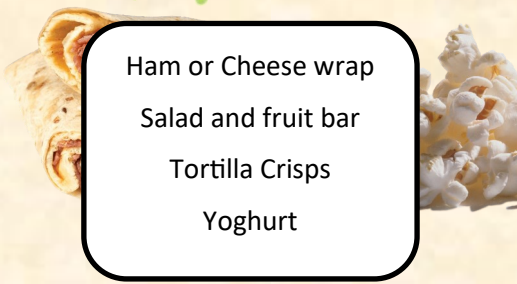 Ham or Cheese wrap
Salad and fruit bar
Tortilla Crisps
Yoghurt